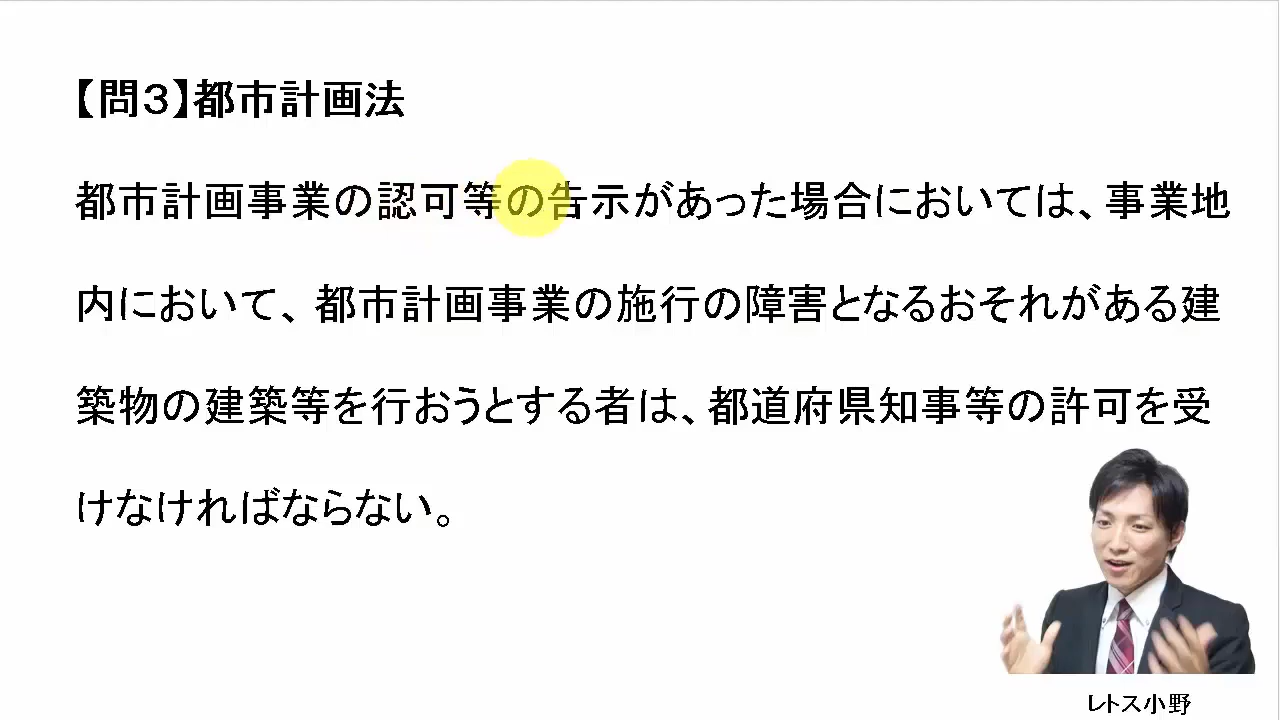 【問3】都市計画法
都市計画事業の認可等の告示があった場合においては、事業地
内において、都市計画事業の施行の障害となるおそれがある建
築物の建築等を行おうとする者は、都道府県知事等の許可を受
けなければならない。
レトス小野